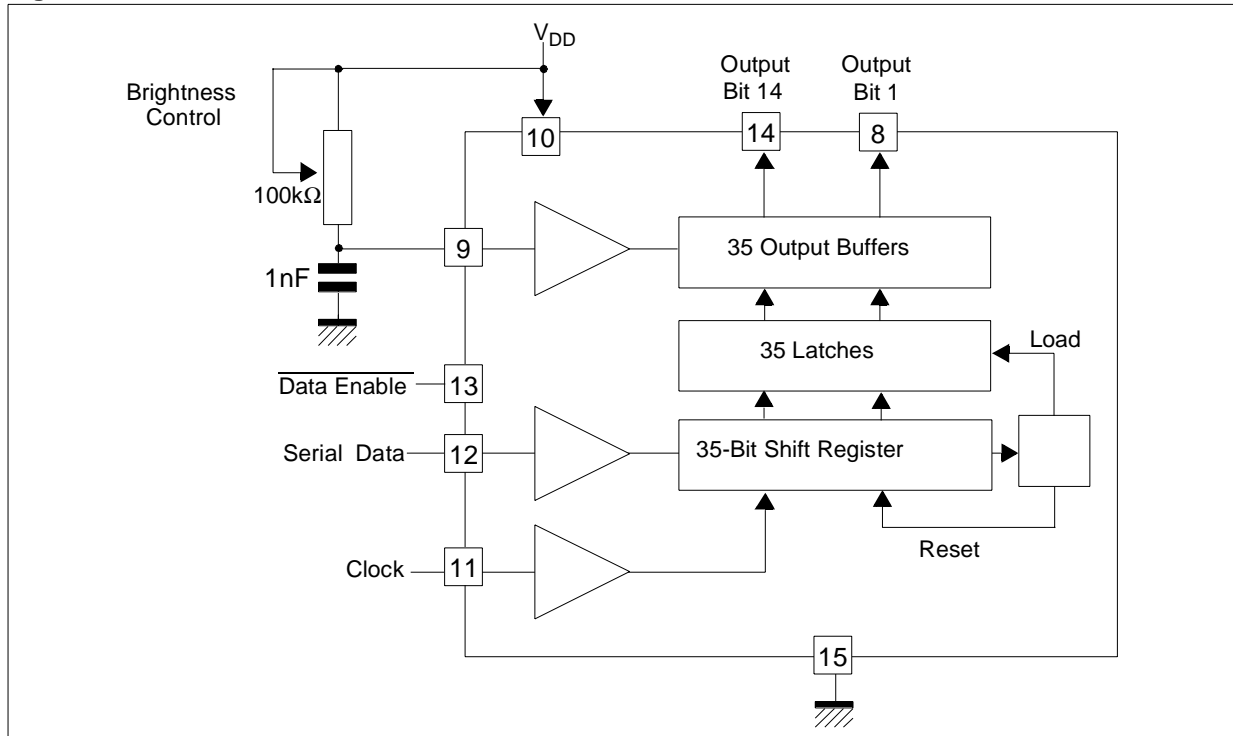 V_DD
Output
Bit 14
Output
Bit 1
Brightness
Control
10
14
8
100kΩ
9
35 Output Buffers
1nF
35 Latches
Load
Data Enable
13
Serial Data
12
35-Bit Shift Register
Reset
Clock
11
15